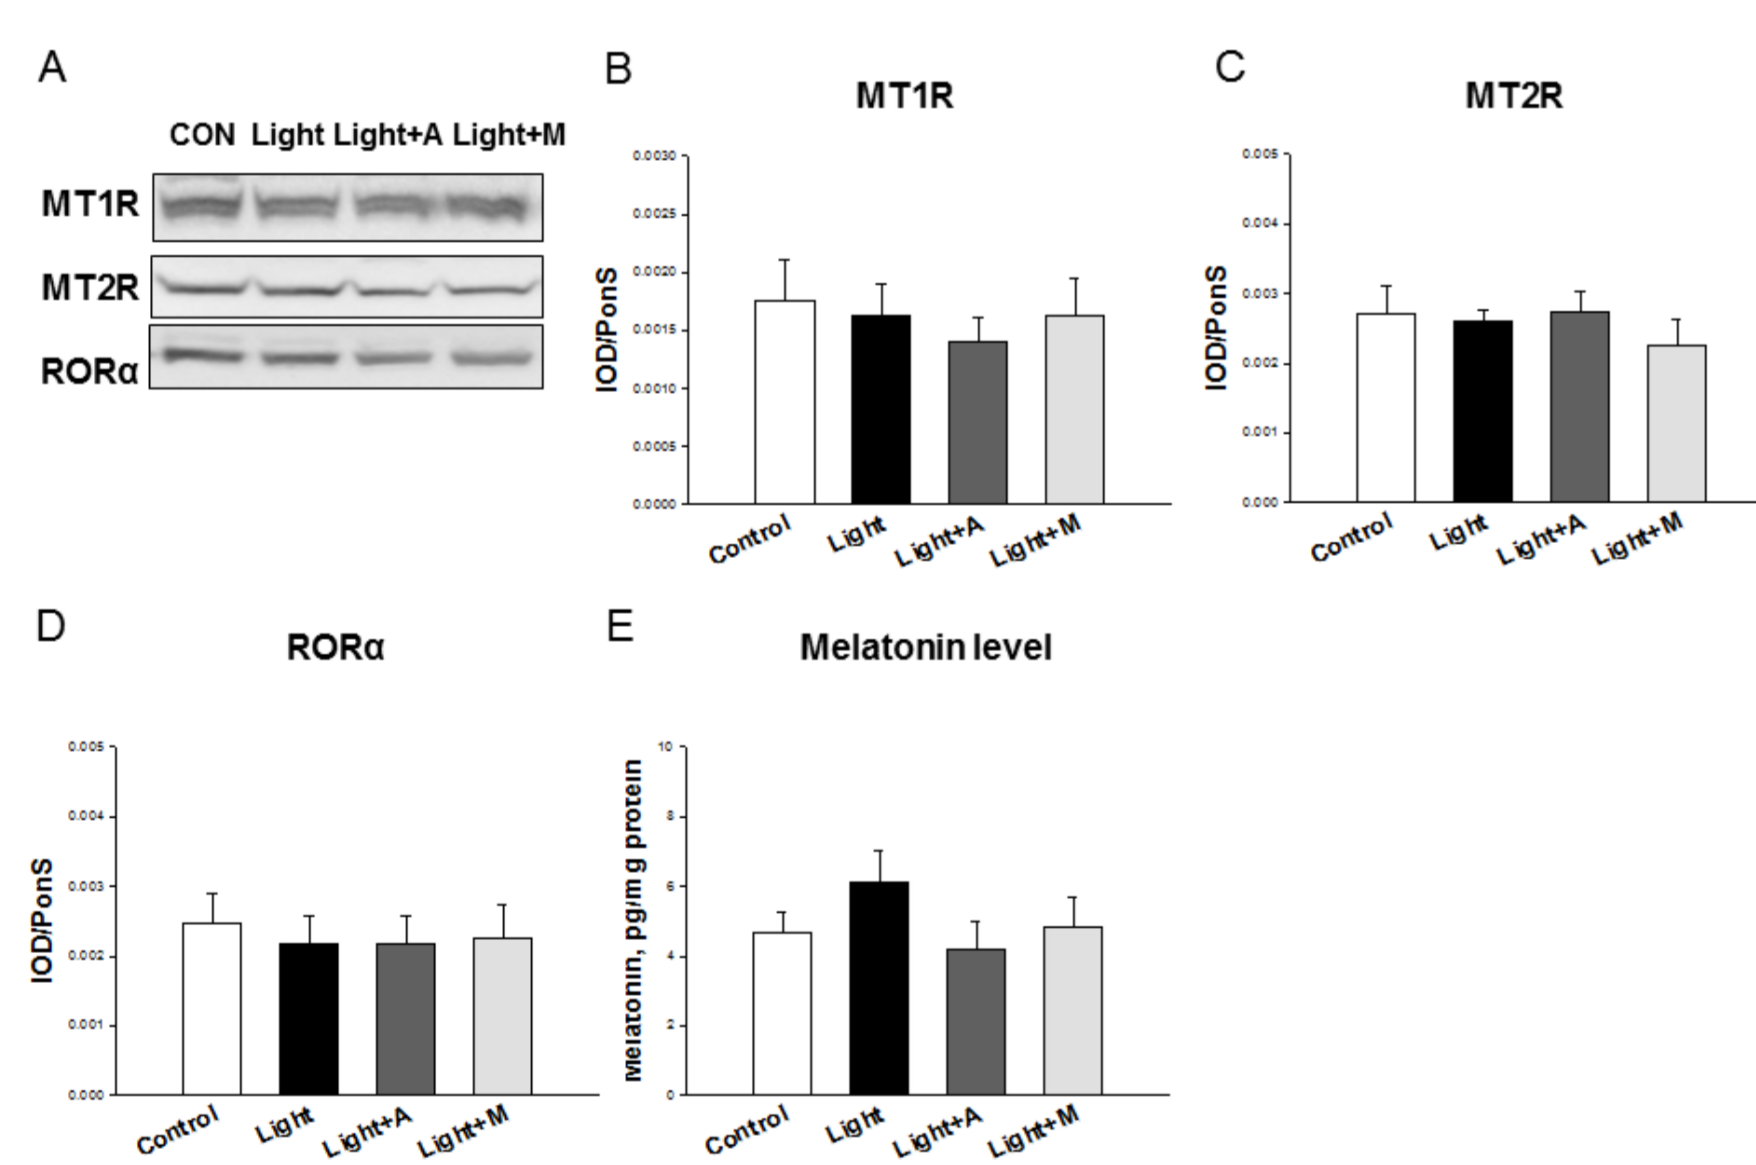 A
CON Light Light+A Light+M
MT1R
MT2R
RORα
B
MT1R
0.0030
0.0025
0.0020
0.0015
0.0010
0.0005
0.0000
IOD/PonS
Control Light Light+A Light+M
C
MT2R
0.005
0.004
0.003
0.002
0.001
0.000
IOD/PonS
Control Light Light+A Light+M
D
RORα
0.005
0.004
0.003
0.002
0.001
0.000
IOD/PonS
Control Light Light+A Light+M
E
Melatonin level
10
8
6
4
2
0
Melatonin, pg/mg protein
Control Light Light+A Light+M